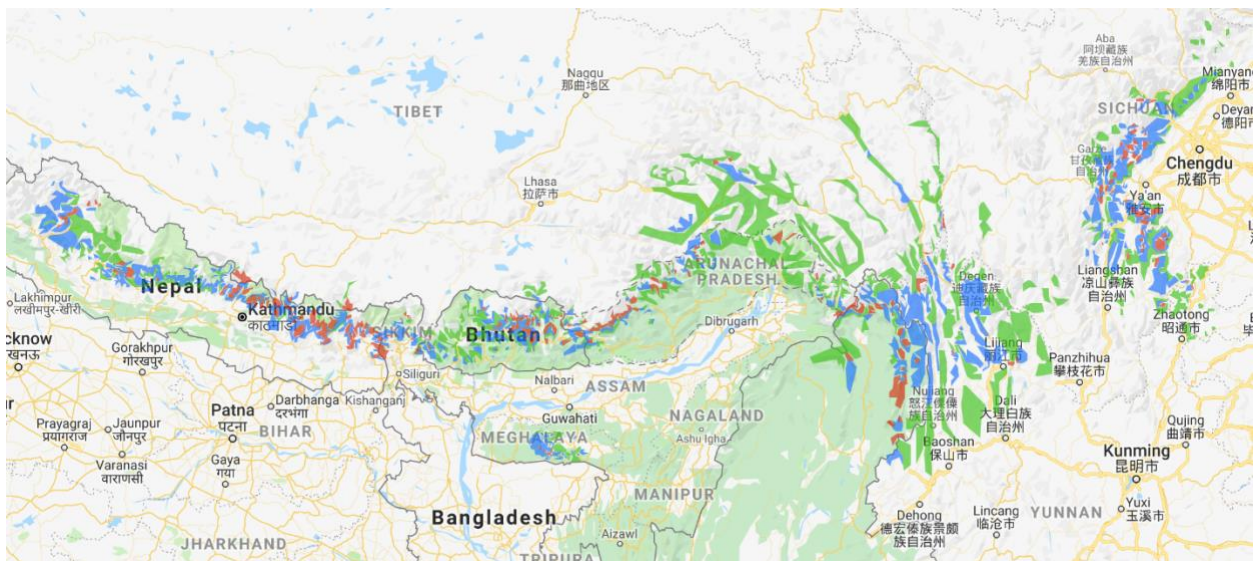 Aba
阿坝藏族
羌族自治州
Mianyang
绵阳市
Nagqu
那曲地区
TIBET
SICHUAN
Deyan
德阳市
Chengdu
成都市
Lhasa
拉萨市
Ya'an
雅安市
ARUNACHAL
PRADESH
Liangshan
凉山彝族
自治州
Deqen
迪庆藏族
自治州
Nepal
Lakhimpur
लखीमपुर-खीरी
Kathmandu
काठमाडौं
SIKKIM
Bhutan
Dibrugarh
Zhaotong
昭通市
Lijiang
丽江市
Panzhihua
攀枝花市
cknow
खनऊ
Gorakhpur
गोरखपुर
Siliguri
Nalbari
ASSAM
Darbhanga
दरभंगा
Kishanganj
Guwahati
NAGALAND
Nujiang
怒江傈僳
族自治州
Dali
大理白族
自治州
Patna
पटना
BIHAR
Prayagraj
प्रयागराज
Jaunpur
जौनपुर
MEGHALAYA
Qujing
曲靖市
Varanasi
वाराणसी
Gaya
गया
Baoshan
保山市
Kunming
昆明市
MANIPUR
Bangladesh
Dehong
德宏傣族景颇
族自治州
Lincang
临沧市
YUNNAN
Yuxi
玉溪市
JHARKHAND
Aizawl
TRIPURA